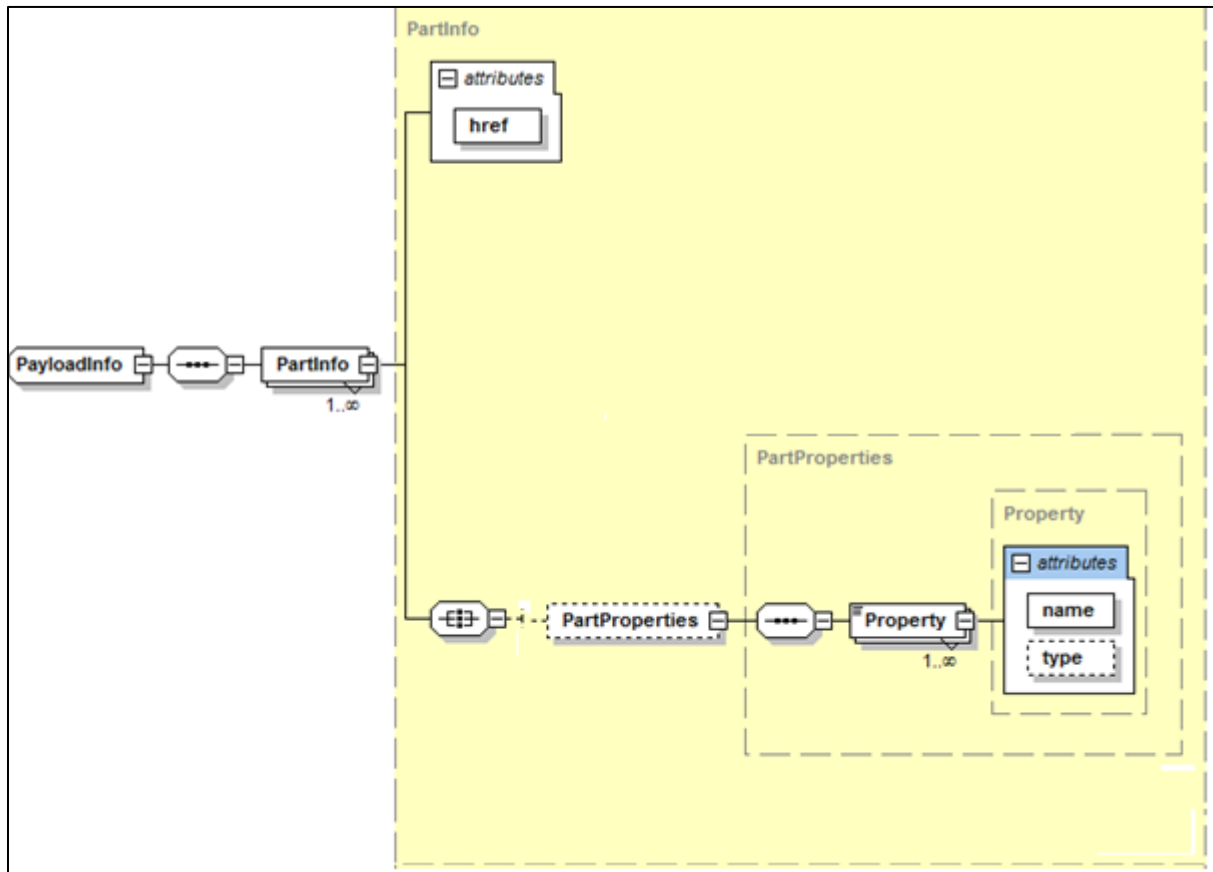 PartInfo
attributes
href
PayloadInfo
PartInfo
1..∞
PartProperties
Property
attributes
name
type
PartProperties
Property
1..∞